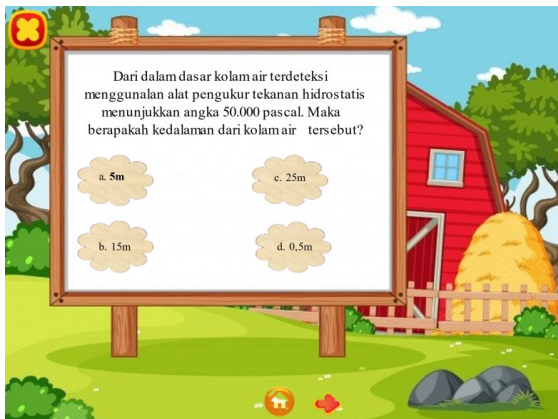 Dari dalam dasar kolam air terdeteksi
menggunalan alat pengukur tekanan hidrostatis
menunjukkan angka 50.000 pascal. Maka
berapakah kedalaman dari kolam air tersebut?
a. 5m
c. 25m
b. 15m
d. 0,5m